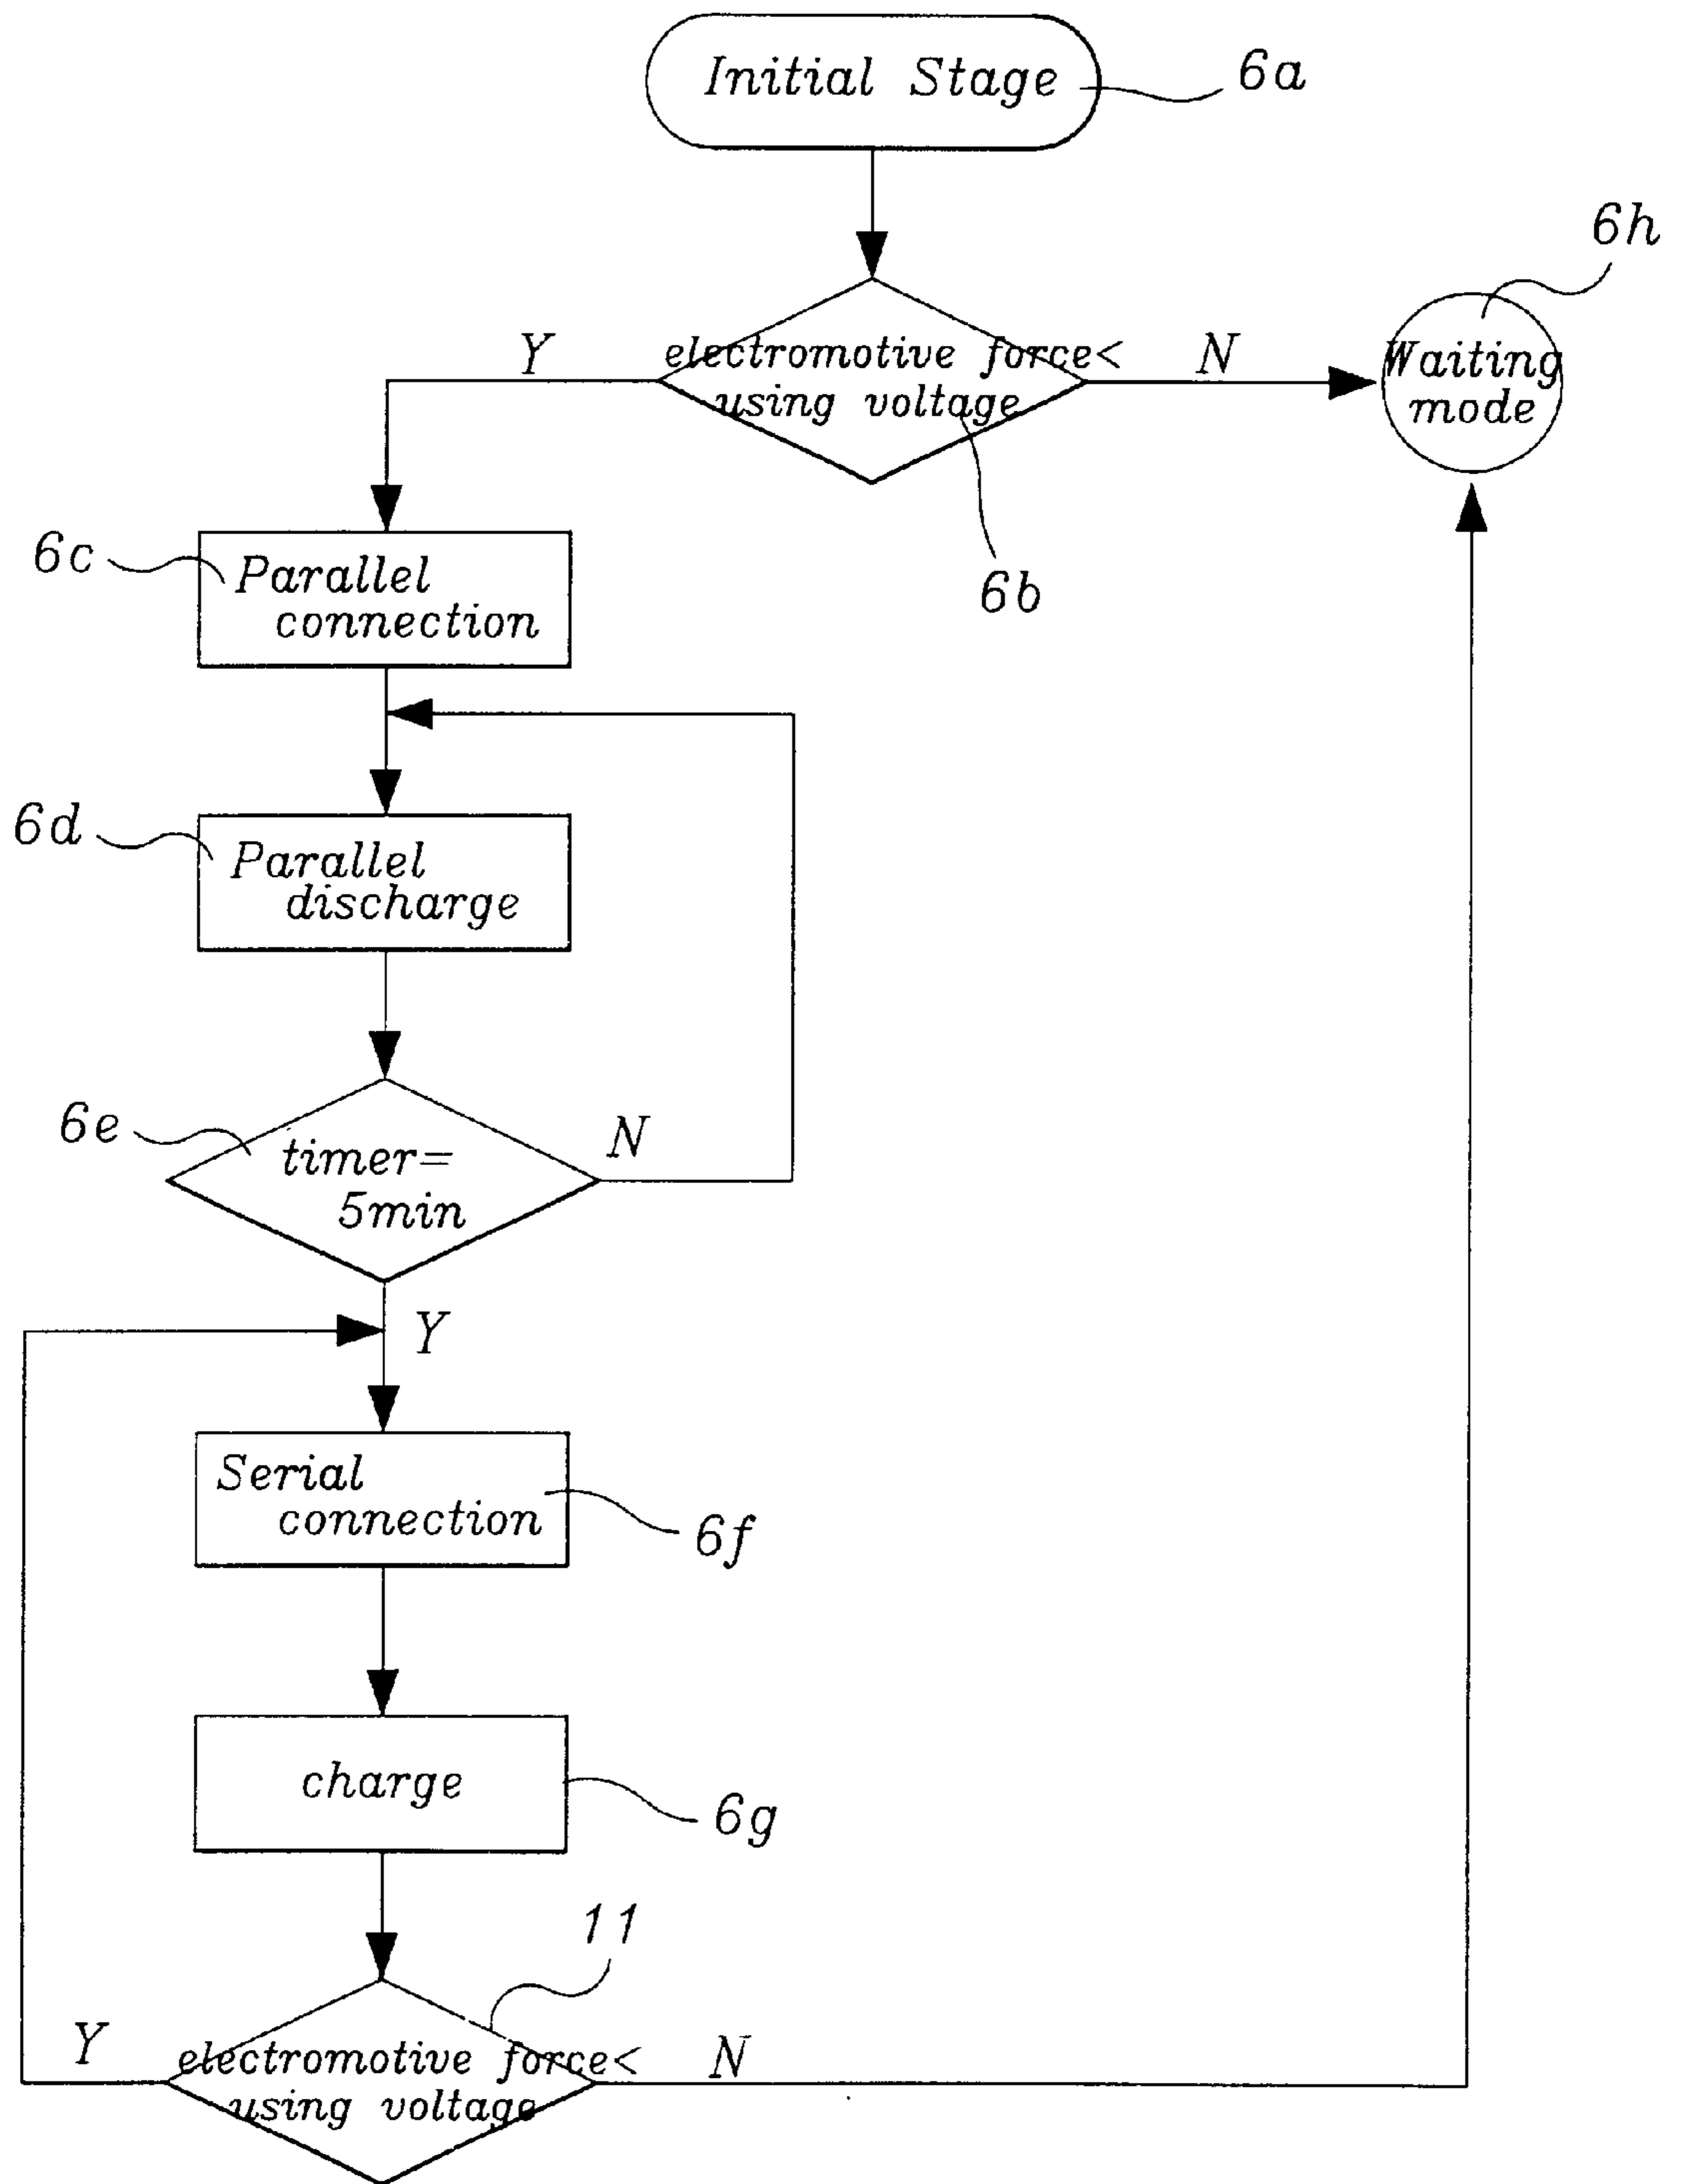 Initial Stage
6a
6h
Y
electromotive force<
using voltage
N
Waiting
mode
6b
6c
Parallel
connection
6d
Parallel
discharge
6e
timer=
5min
N
Y
Serial
connection
6f
charge
6g
11
Y
electromotive force<
using voltage
N